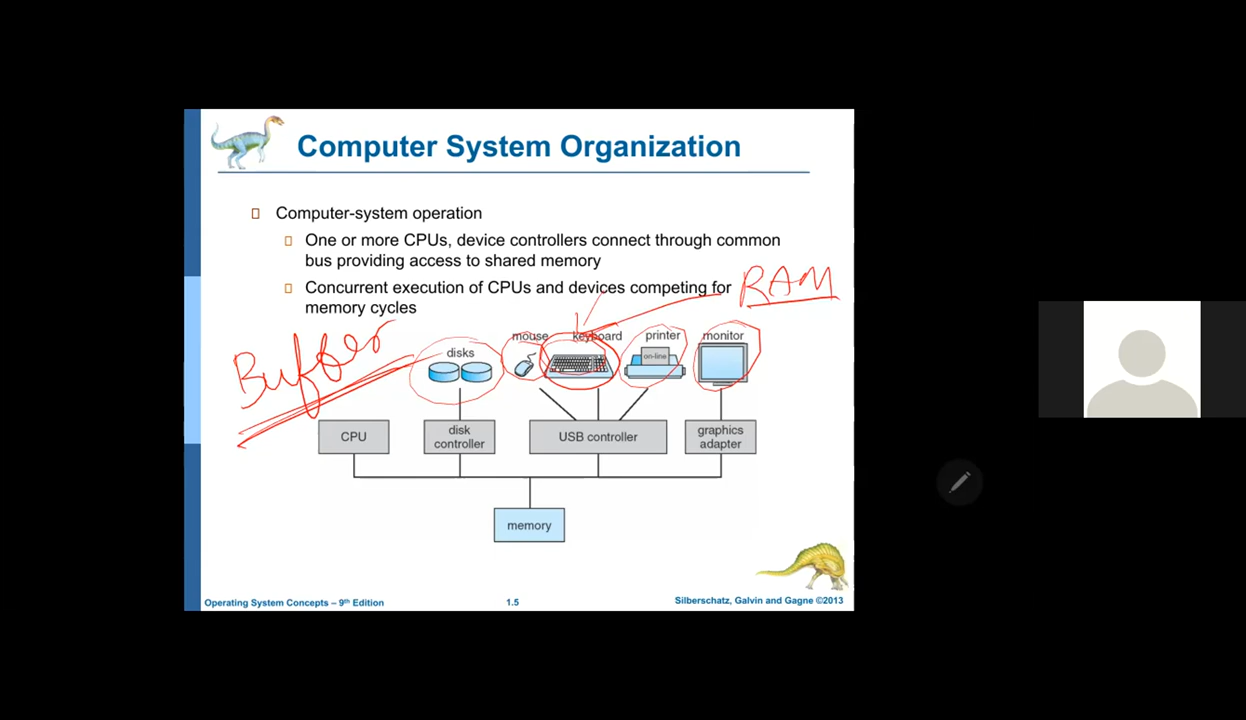 Computer System Organization
Computer-system operation
One or more CPUs, device controllers connect through common
bus providing access to shared memory
Concurrent execution of CPUs and devices competing for
memory cycles
RAM
Buffer
mouse keyboard printer monitor
disks
on-line
CPU
disk
controller
USB controller
graphics
adapter
memory
Operating System Concepts – 9th Edition
1.5
Silberschatz, Galvin and Gagne ©2013